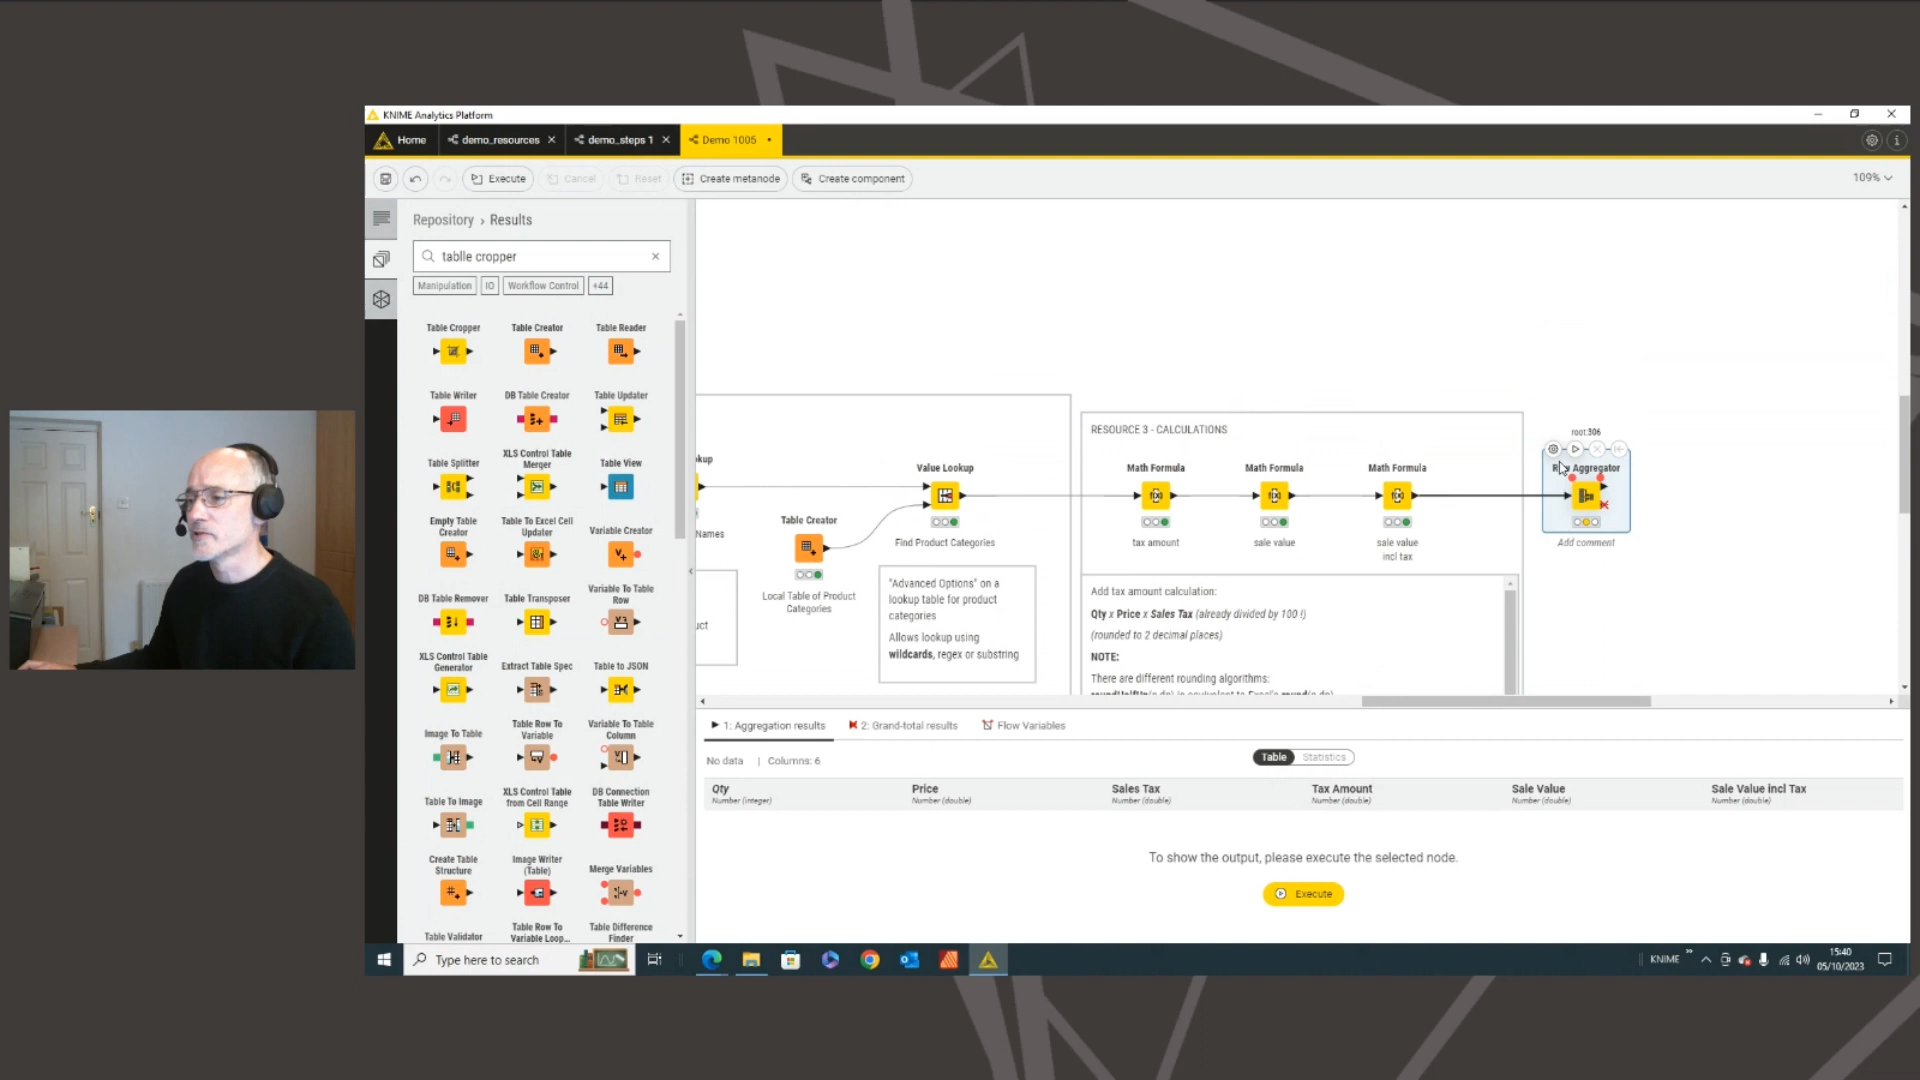 KNIME Analytics Platform
Home
demo_resources
demo_steps 1
Demo 1005
Execute
Cancel
Reset
Create metanode
Create component
109%
Repository › Results
tablle cropper
Manipulation
IO
Workflow Control
+44
Table Cropper
Table Creator
Table Reader
Table Writer
DB Table Creator
Table Updater
Table Splitter
XLS Control Table
Merger
Table View
Empty Table
Creator
Table To Excel Cell
Updater
Variable Creator
DB Table Remover
Table Transposer
Variable To Table
Row
XLS Control Table
Generator
Extract Table Spec
Table to JSON
Image To Table
Table Row To
Variable
Variable To Table
Column
Table To Image
XLS Control Table
from Cell Range
DB Connection
Table Writer
Create Table
Structure
Image Writer
(Table)
Merge Variables
Table Validator
Table Row To
Variable Loop...
Table Difference
Finder
kup
Names
uct
Table Creator
Local Table of Product
Categories
Value Lookup
Find Product Categories
"Advanced Options" on a
lookup table for product
categories
Allows lookup using
wildcards, regex or substring
RESOURCE 3 - CALCULATIONS
Math Formula
tax amount
Math Formula
sale value
Math Formula
sale value
incl tax
Add tax amount calculation:
Qty x Price x Sales Tax (already divided by 100 !)
(rounded to 2 decimal places)
NOTE:
There are different rounding algorithms:
root:306
Aggregator
Add comment
1: Aggregation results
2: Grand-total results
Flow Variables
No data | Columns: 6
Table
Statistics
Qty
Number (integer)
Price
Number (double)
Sales Tax
Number (double)
Tax Amount
Number (double)
Sale Value
Number (double)
Sale Value incl Tax
Number (double)
To show the output, please execute the selected node.
Execute
Type here to search
KNIME
15:40
05/10/2023